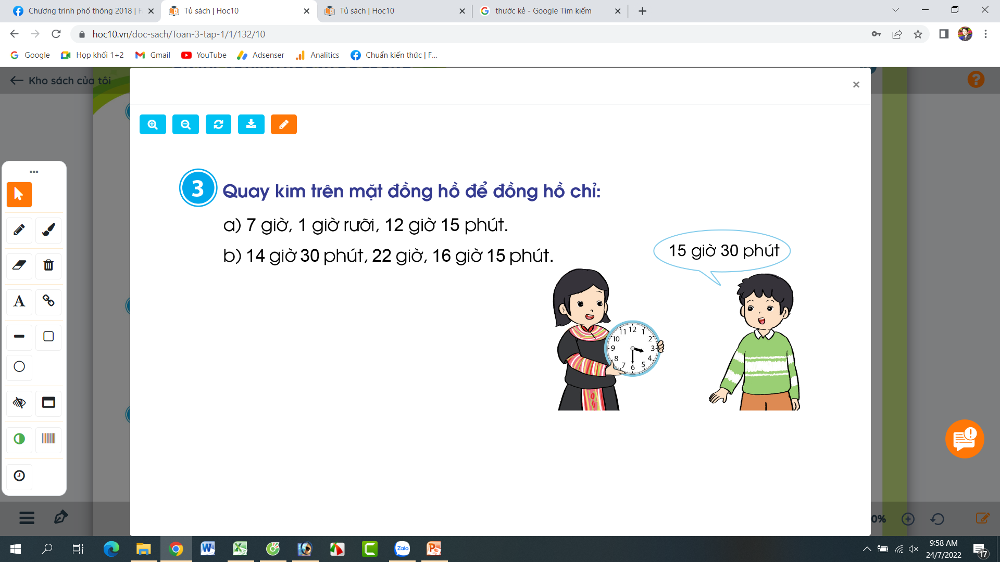 Chương trình phổ thông 2018 | F
Tủ sách | Hoc10
Tủ sách | Hoc10
thước kẻ - Google Tìm kiếm
hoc10.vn/doc-sach/Toan-3-tap-1/1/132/10
Google
Họp khối 1+2
Gmail
YouTube
Adsenser
Analitics
Chuẩn kiến thức | F...
Kho sách của tôi
3
Quay kim trên mặt đồng hồ để đồng hồ chỉ:
a) 7 giờ, 1 giờ rưỡi, 12 giờ 15 phút.
b) 14 giờ 30 phút, 22 giờ, 16 giờ 15 phút.
15 giờ 30 phút
12
1
2
3
4
5
6
7
8
9
10
11
A
0%
Zalo
9:58 AM
24/7/2022
17